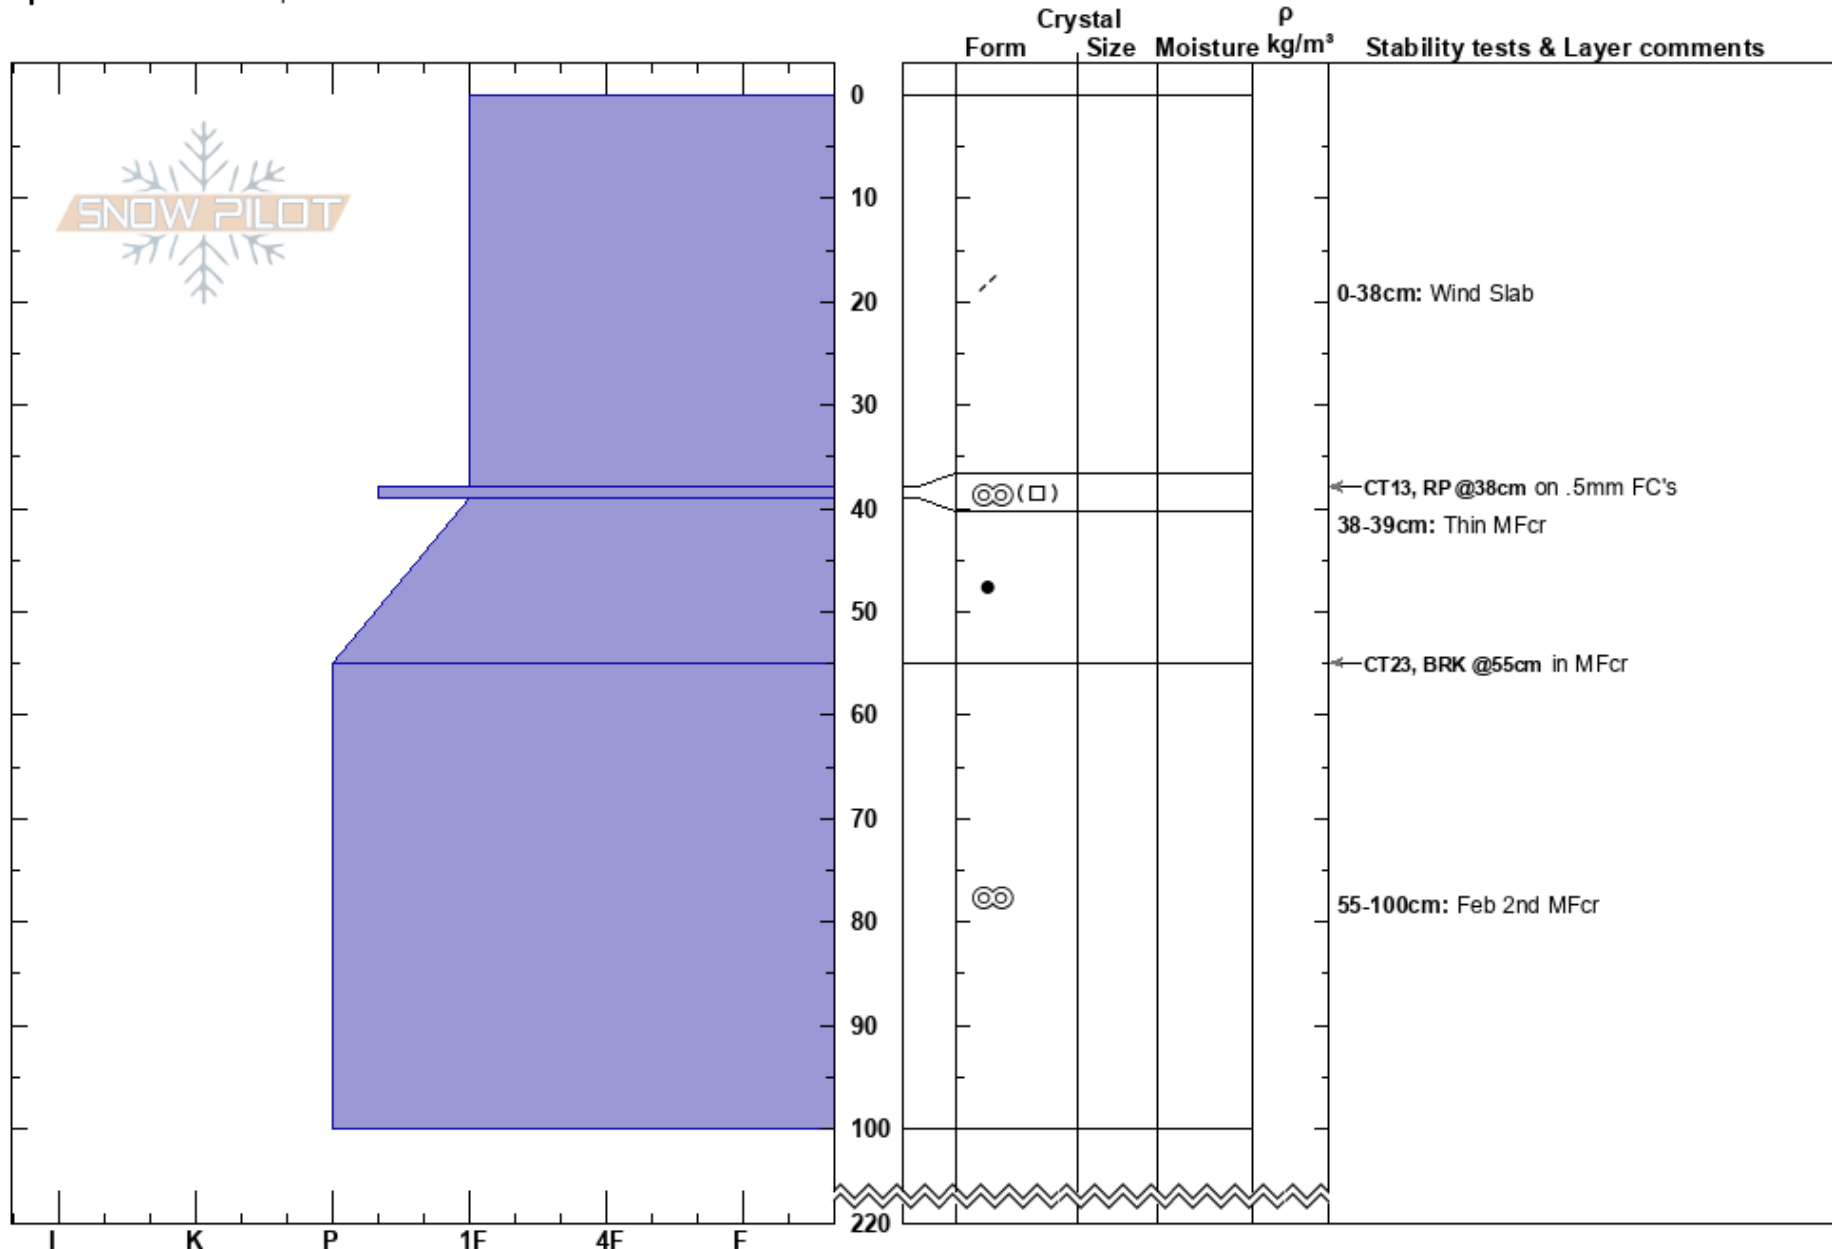 Crystal
ρ
Form Size Moisture kg/m³ Stability tests & Layer comments
0
10
SNOW PILOT
20
0-38cm: Wind Slab
30
CT13, RP @38cm on .5mm FC's
40
38-39cm: Thin MFcr
50
CT23, BRK @55cm in MFcr
60
70
80
55-100cm: Feb 2nd MFcr
90
100
220
I K P 1F 4F F